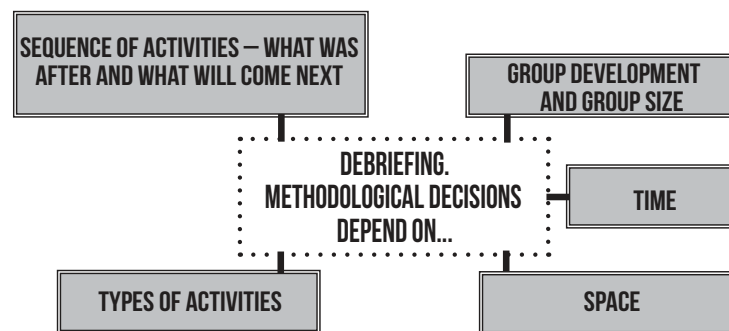 SEQUENCE OF ACTIVITIES – WHAT WAS
AFTER AND WHAT WILL COME NEXT
GROUP DEVELOPMENT
AND GROUP SIZE
DEBRIEFING.
METHODOLOGICAL DECISIONS
DEPEND ON...
TIME
TYPES OF ACTIVITIES
SPACE